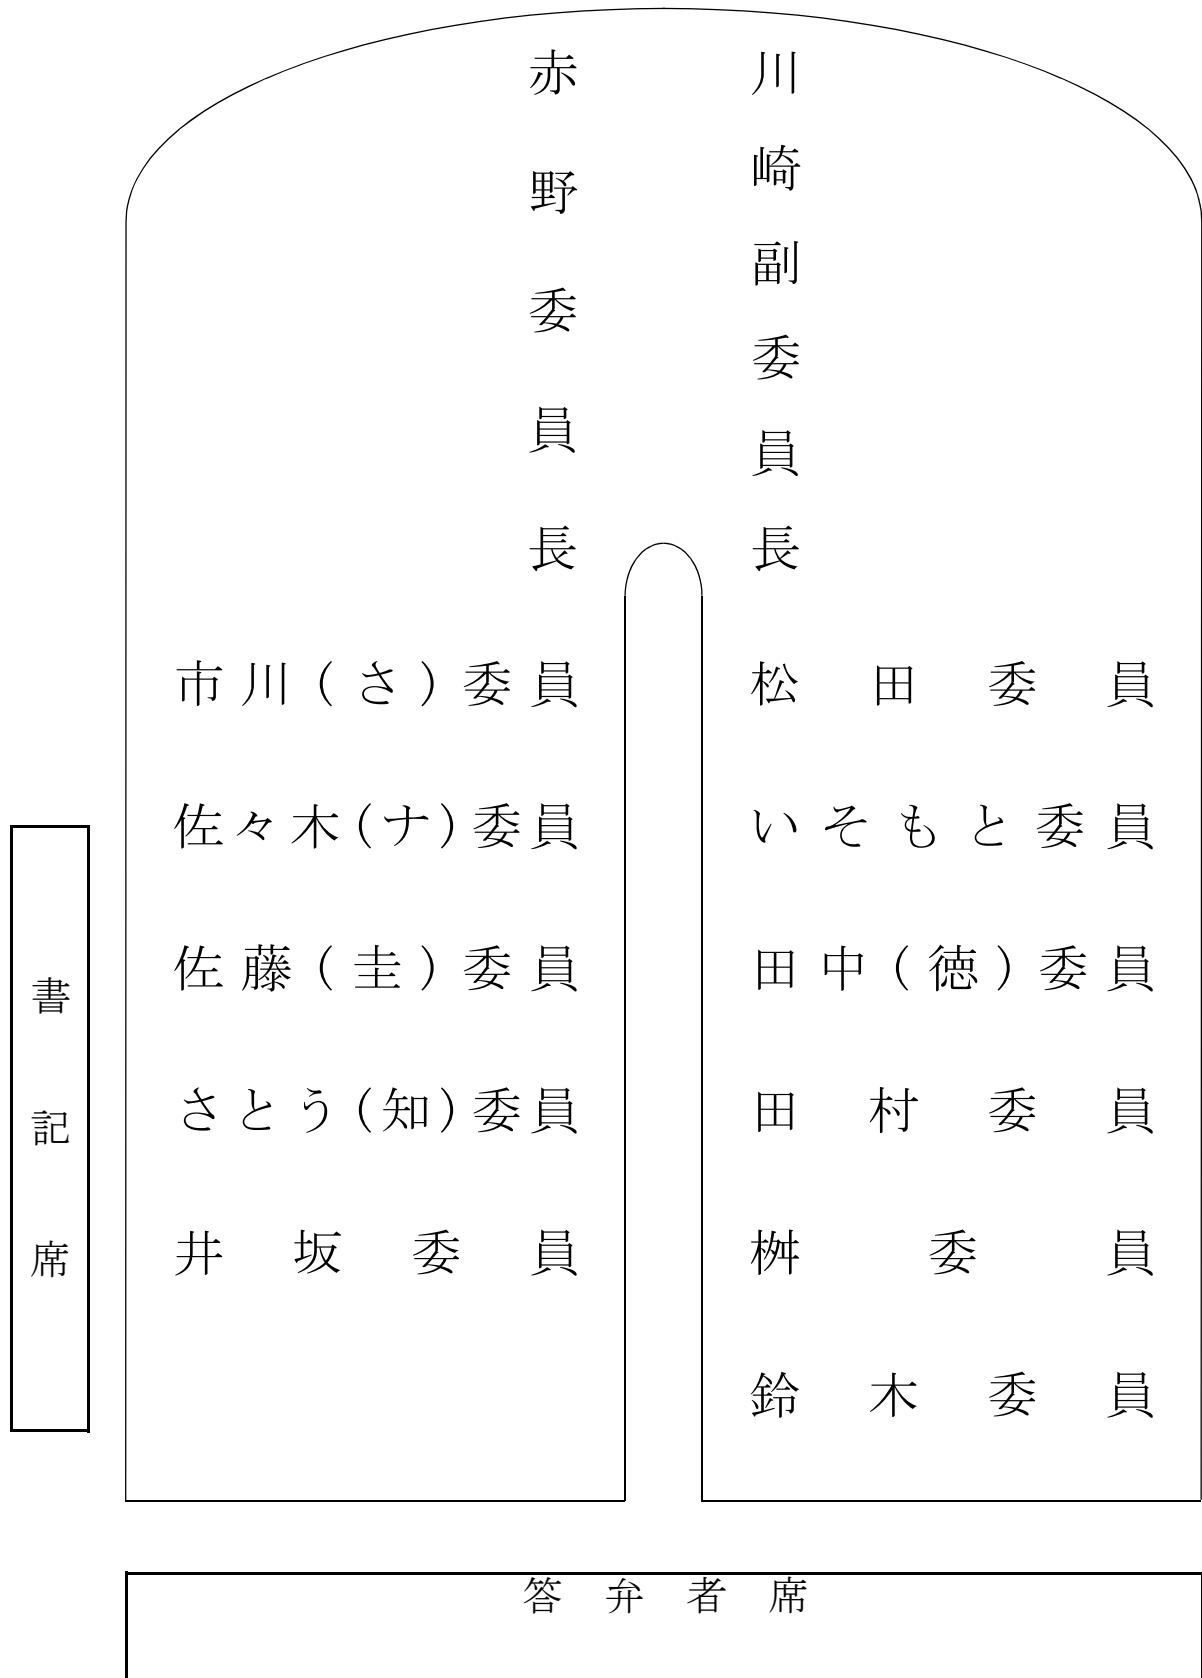 赤野委員長
川崎副委員長
市川(さ)委員
松田委員
佐々木(ナ)委員
いそもと委員
佐藤(圭)委員
田中(徳)委員
さとう(知)委員
田村委員
井坂委員
桝委員
鈴木委員
書記席
答弁者席